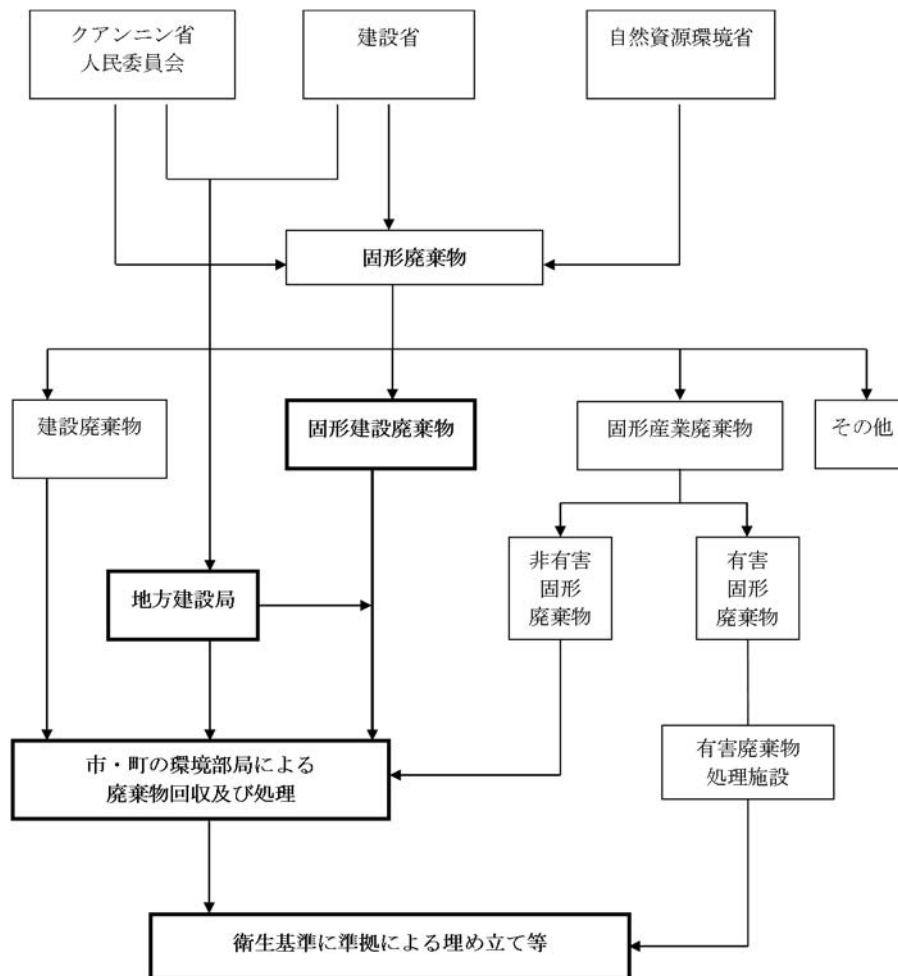 クアンニン省
人民委員会
建設省
自然資源環境省
固形廃棄物
建設廃棄物
固形建設廃棄物
固形産業廃棄物
その他
地方建設局
非有害
固形
廃棄物
有害
固形
廃棄物
市・町の環境部局による
廃棄物回収及び処理
有害廃棄物
処理施設
衛生基準に準拠による埋め立て等